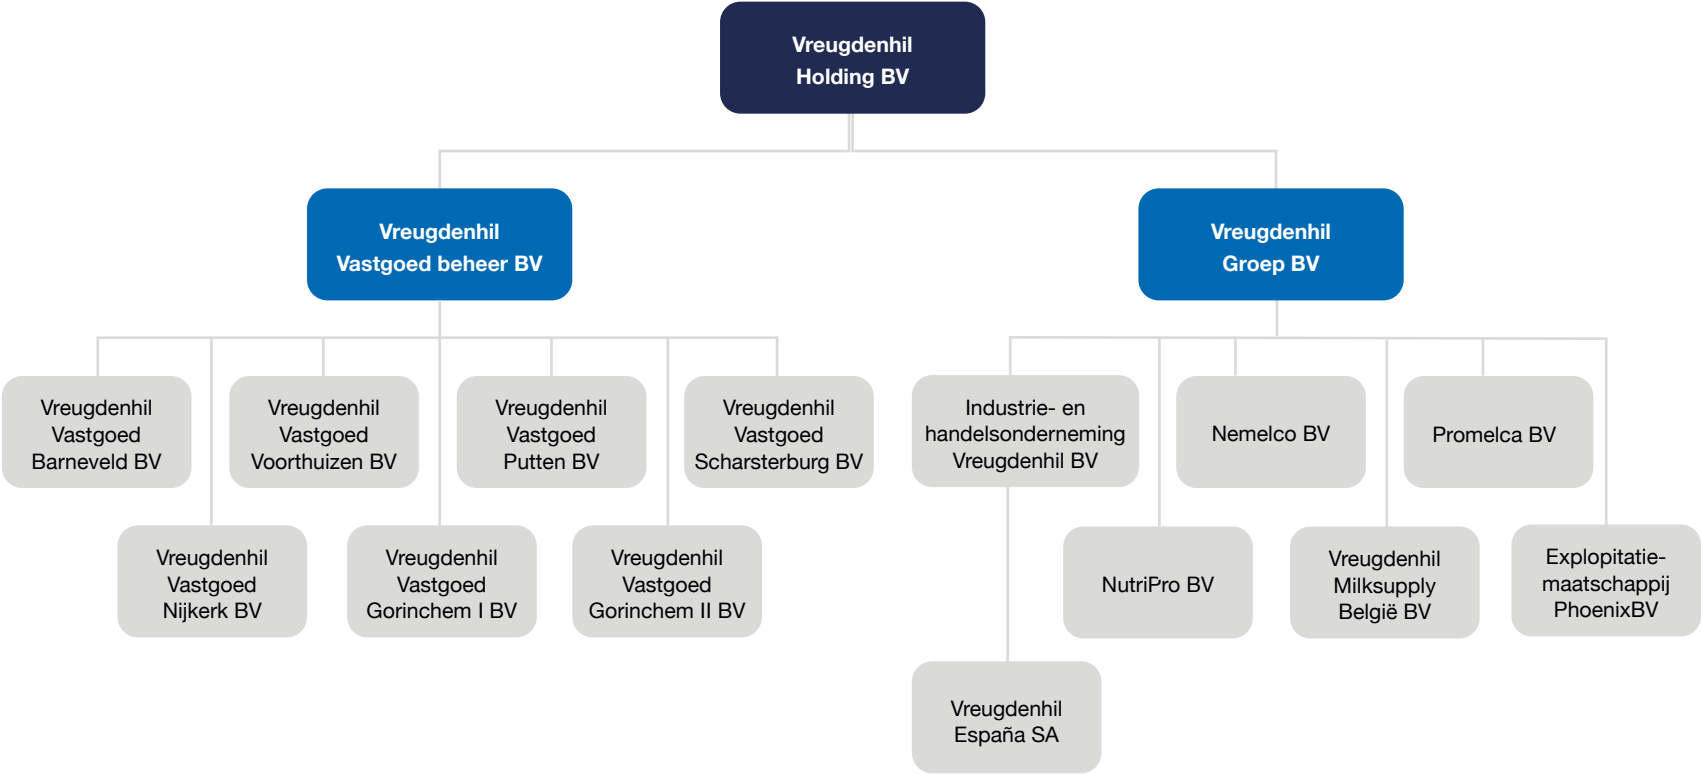 Vreugdenhil
Holding BV
Vreugdenhil
Vastgoed beheer BV
Vreugdenhil
Groep BV
Vreugdenhil
Vastgoed
Barneveld BV
Vreugdenhil
Vastgoed
Voorthuizen BV
Vreugdenhil
Vastgoed
Putten BV
Vreugdenhil
Vastgoed
Scharsterburg BV
Industrie- en
handelsonderneming
Vreugdenhil BV
Nemelco BV
Promelca BV
Vreugdenhil
Vastgoed
Nijkerk BV
Vreugdenhil
Vastgoed
Gorinchem I BV
Vreugdenhil
Vastgoed
Gorinchem II BV
NutriPro BV
Vreugdenhil
Milksupply
België BV
Explopitatie-
maatschappij
PhoenixBV
Vreugdenhil
España SA